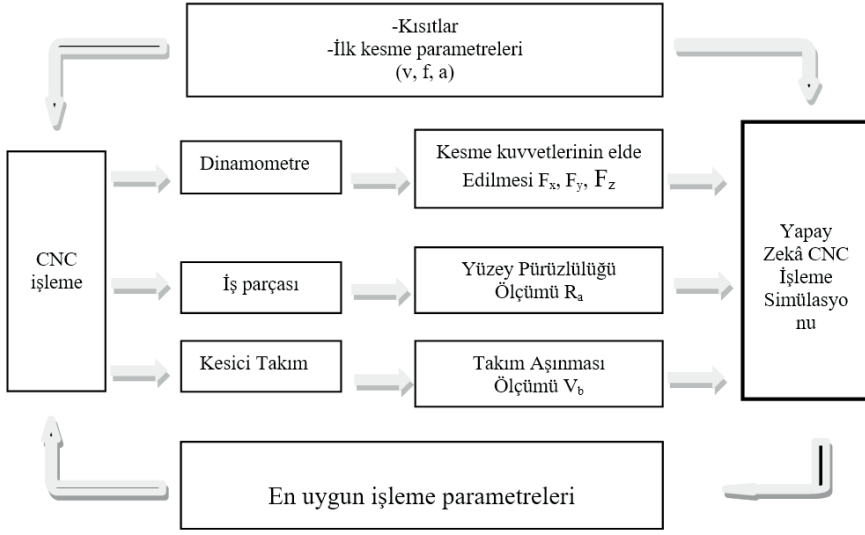 -Kısıtlar
-İlk kesme parametreleri
(v, f, a)
CNC
işleme
Dinamometre
Kesme kuvvetlerinin elde
Edilmesi Fx, Fy, Fz
İş parçası
Yüzey Pürüzlülüğü
Ölçümü Ra
Kesici Takım
Takım Aşınması
Ölçümü Vb
Yapay
Zekâ CNC
İşleme
Simülasyo
nu
En uygun işleme parametreleri